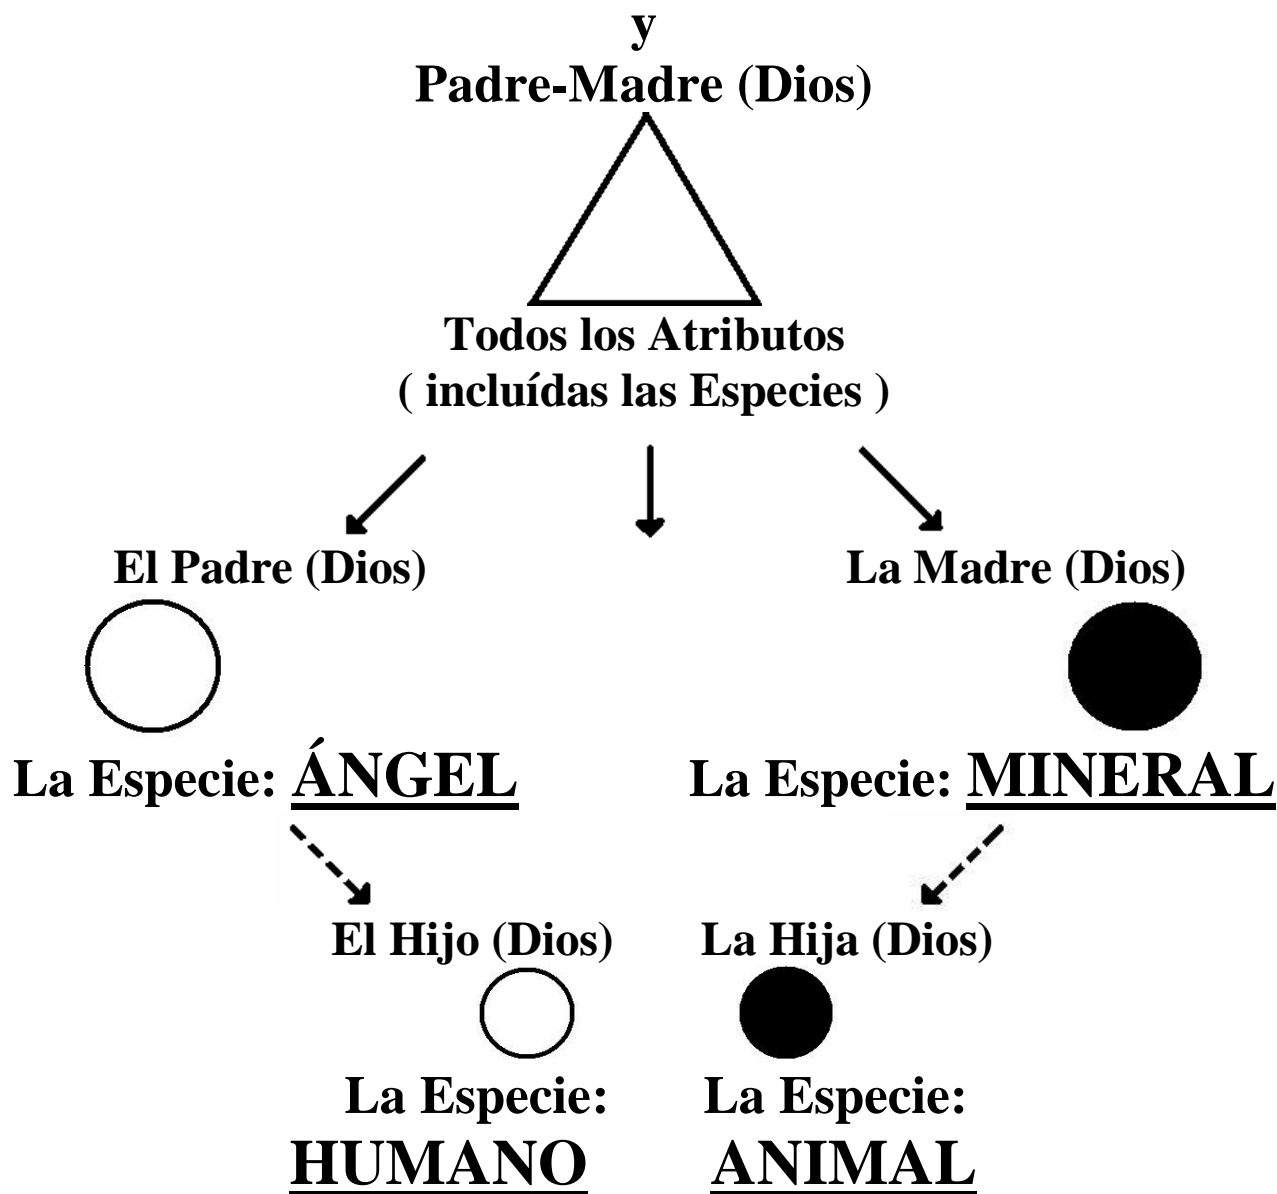 y
Padre-Madre (Dios)
Todos los Atributos
( incluídas las Especies )
El Padre (Dios)
La Madre (Dios)
La Especie: ÁNGEL
La Especie: MINERAL
El Hijo (Dios)
La Hija (Dios)
La Especie:
HUMANO
La Especie:
ANIMAL